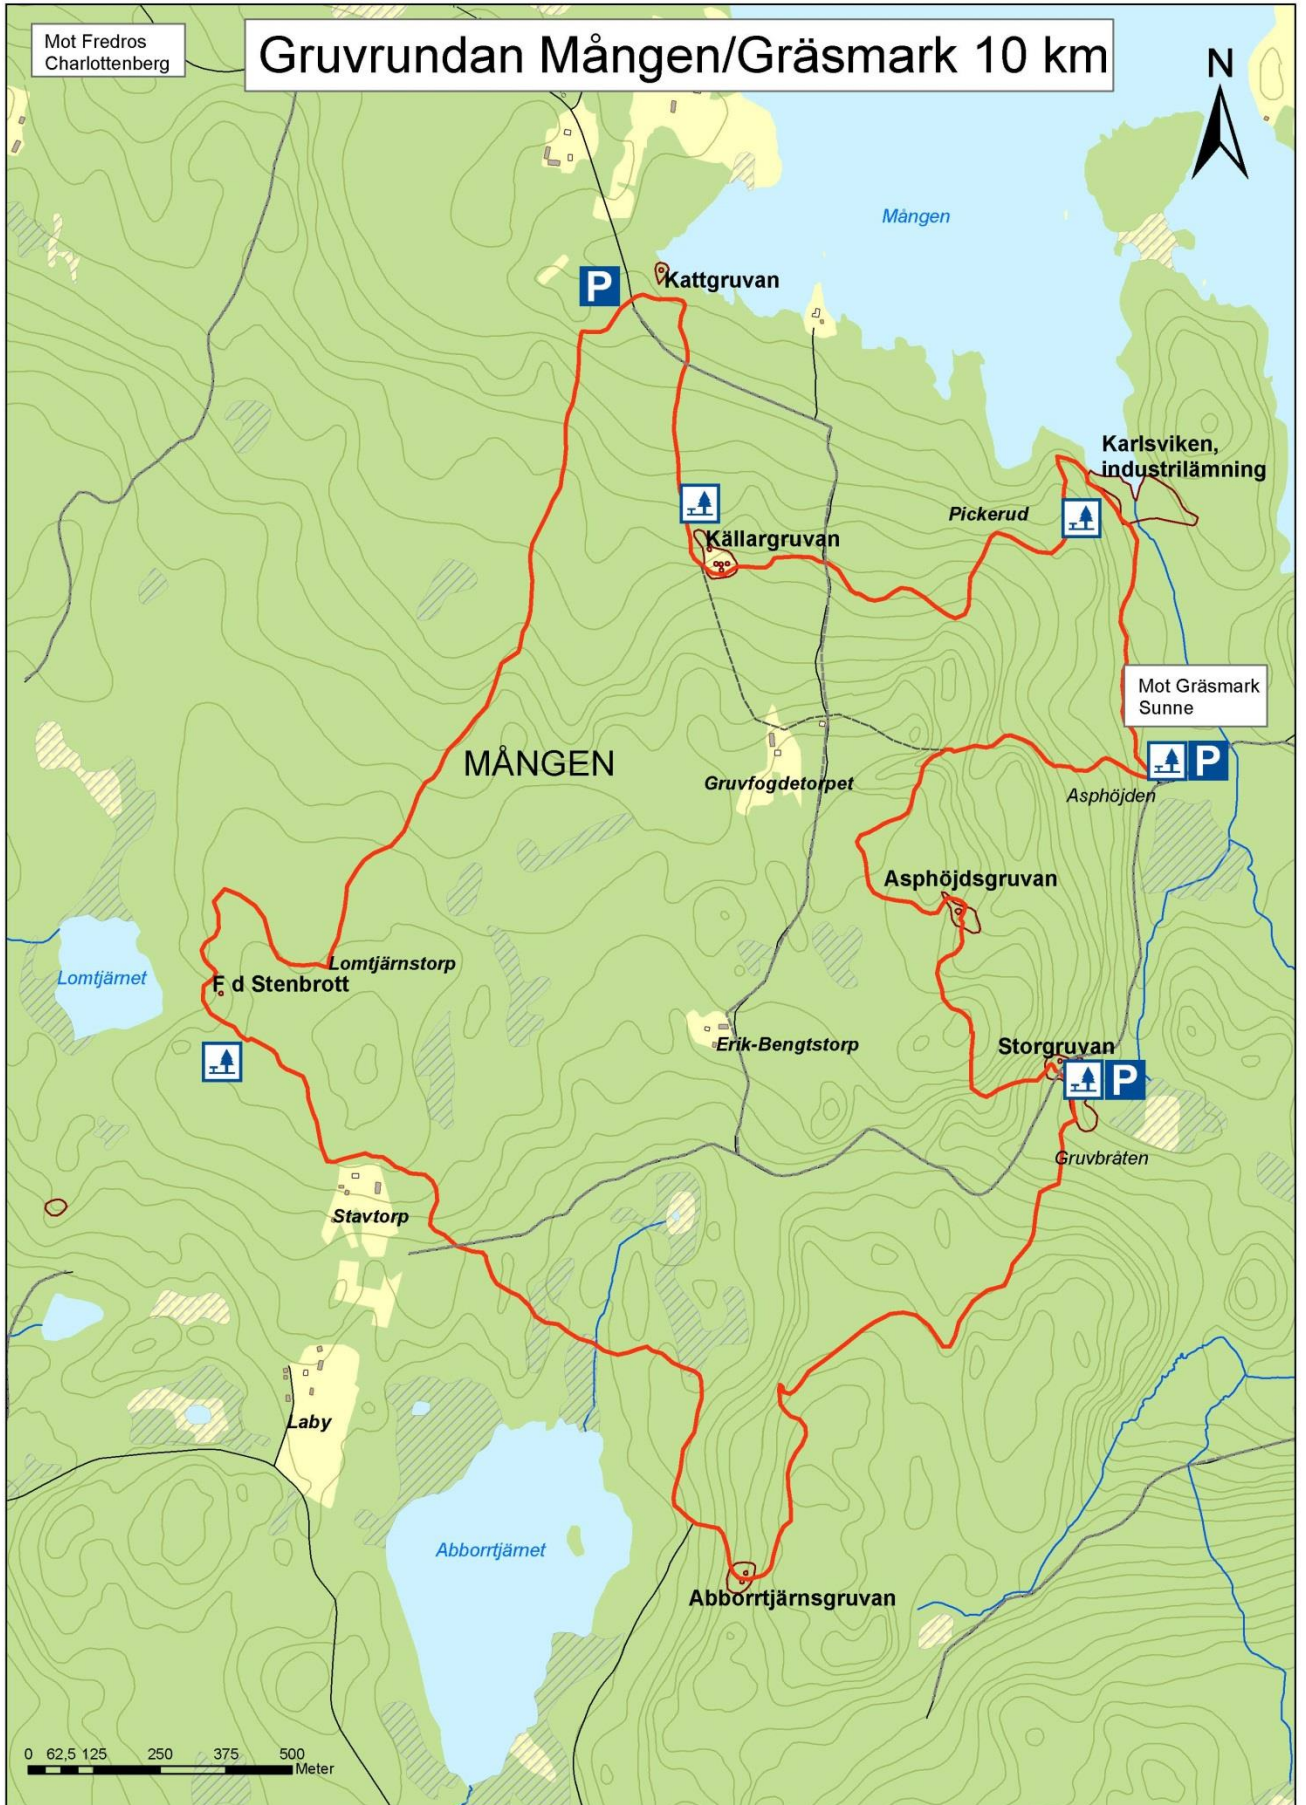 Mot Fredros
Charlottenberg
Gruvrundan Mången/Gräsmark 10 km
N
Mången
P
Kattgruvan
Karlsviken,
industrilämning
Pickerud
Källargruvan
Mot Gräsmark
Sunne
MÅNGEN
P
Gruvfogdetorpet
Asphöjden
Asphöjdsgruvan
Lomtjärnstorp
Lomtjärnet
F d Stenbrott
Erik-Bengtstorp
Storgruvan
P
Gruvbråten
Stavtorp
Laby
Abborrtjärnet
Abborrtjärnsgruvan
0 62,5 125 250 375 500
Meter